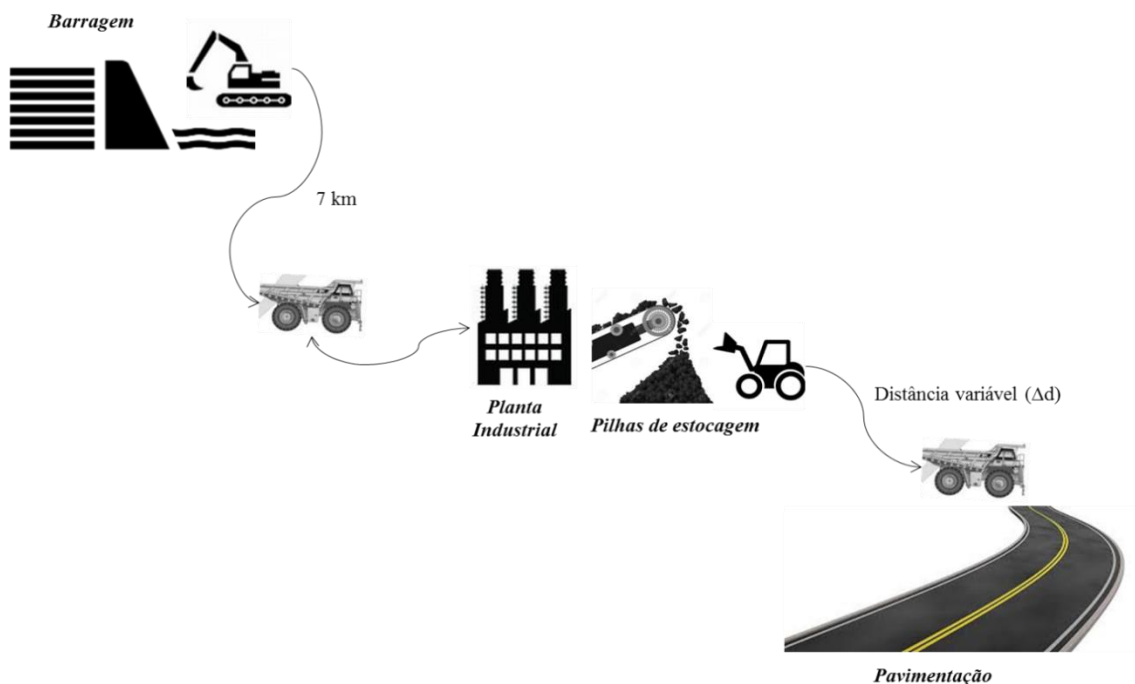 Barragem
7 km
Planta
Industrial
Pilhas de estocagem
Distância variável (Δd)
Pavimentação